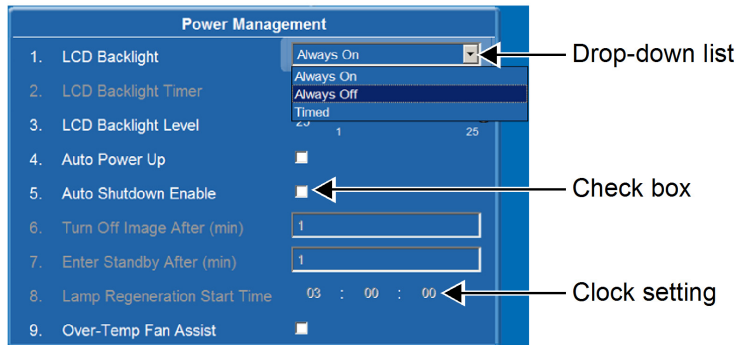 Power Management
1. LCD Backlight
Always On
Drop-down list
Always On
2. LCD Backlight Timer
Always Off
Timed
3. LCD Backlight Level
25
1
25
4. Auto Power Up
5. Auto Shutdown Enable
Check box
6. Turn Off Image After (min)
1
7. Enter Standby After (min)
1
8. Lamp Regeneration Start Time
03 : 00 : 00
Clock setting
9. Over-Temp Fan Assist